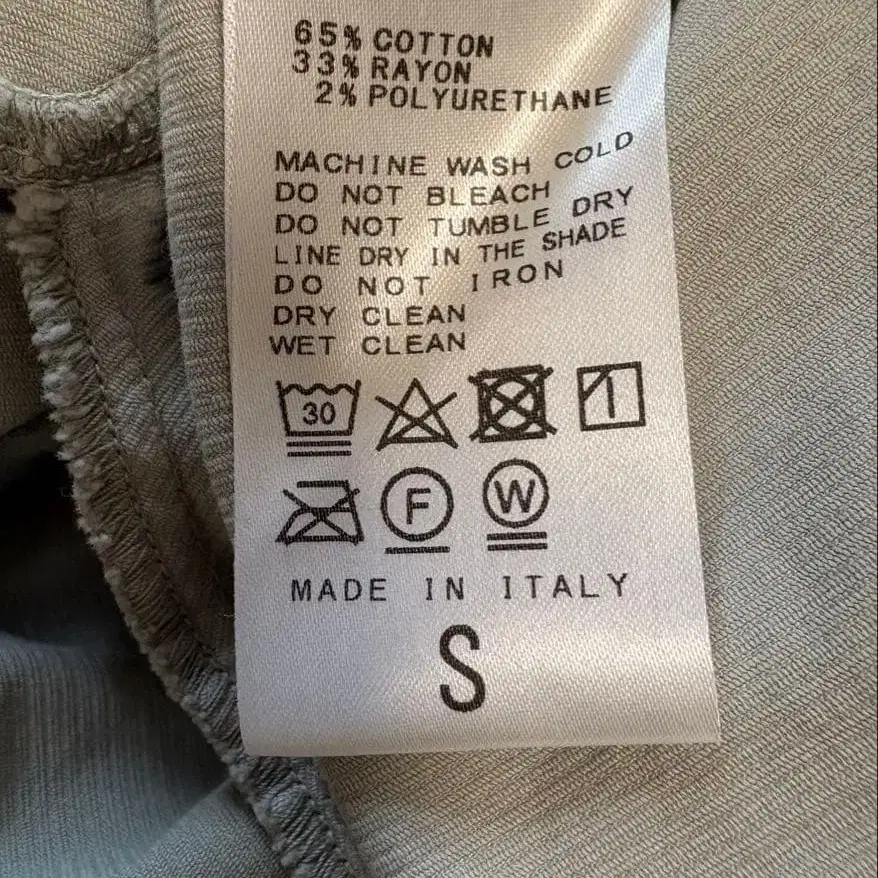 65% COTTON
33% RAYON
2% POLYURETHANE
MACHINE WASH COLD
DO NOT BLEACH
DO NOT TUMBLE DRY
LINE DRY IN THE SHADE
DO NOT IRON
DRY CLEAN
WET CLEAN
30
F W
MADE IN ITALY
S